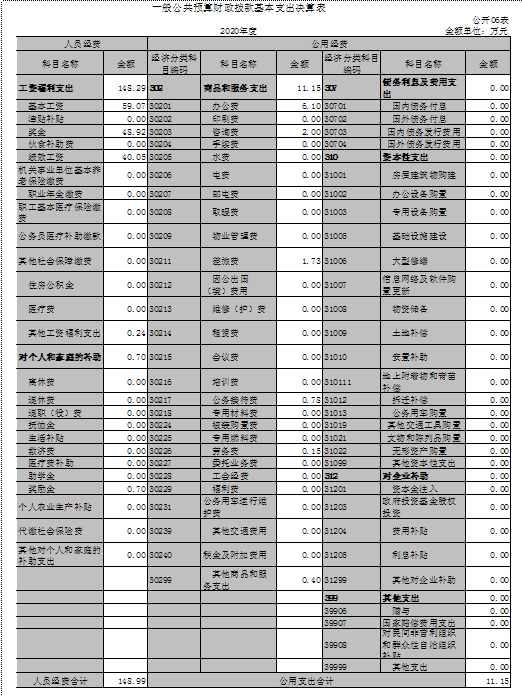 一般公共预算财政拨款基本支出决算表
公开06表
2020年度 金额单位：万元
人员经费 公用经费
科目名称 金额 经济分类科目编码 科目名称 金额 经济分类科目编码 科目名称 金额
工资福利支出 148.29 302 商品和服务支出 11.15 307 债务利息及费用支出 0.00
基本工资 59.07 30201 办公费 6.10 30701 国内债务付息 0.00
津贴补贴 0.00 30202 印刷费 0.00 30702 国外债务付息 0.00
奖金 48.92 30203 咨询费 2.00 30703 国内债务发行费用 0.00
伙食补助费 0.00 30204 手续费 0.00 30704 国外债务发行费用 0.00
绩效工资 40.05 30205 水费 0.00 310 资本性支出 0.00
机关事业单位基本养老保险缴费 0.00 30206 电费 0.00 31001 房屋建筑物购建 0.00
职业年金缴费 0.00 30207 邮电费 0.00 31002 办公设备购置 0.00
职工基本医疗保险缴费 0.00 30208 取暖费 0.00 31003 专用设备购置 0.00
公务员医疗补助缴款 0.00 30209 物业管理费 0.00 31005 基础设施建设 0.00
其他社会保障缴费 0.00 30211 差旅费 1.73 31006 大型修缮 0.00
住房公积金 0.00 30212 因公出国（境）费用 0.00 31007 信息网络及软件购置更新 0.00
医疗费 0.00 30213 维修（护）费 0.00 31008 物资储备 0.00
其他工资福利支出 0.24 30214 租赁费 0.00 31009 土地补偿 0.00
对个人和家庭的补助 0.70 30215 会议费 0.00 31010 安置补助 0.00
离休费 0.00 30216 培训费 0.00 310111 地上附着物和青苗补偿 0.00
退休费 0.00 30217 公务接待费 0.78 31012 拆迁补偿 0.00
退职（役）费 0.00 30218 专用材料费 0.00 31013 公务用车购置 0.00
抚恤金 0.00 30224 被装购置费 0.00 31019 其他交通工具购置 0.00
生活补贴 0.00 30225 专用燃料费 0.00 31021 文物和陈列品购置 0.00
救济费 0.00 30226 劳务费 0.15 31022 无形资产购置 0.00
医疗费补助 0.00 30227 委托业务费 0.00 31099 其他资本性支出 0.00
助学金 0.00 30228 工会经费 0.00 312 对企业补助 0.00
奖励金 0.70 30229 福利费 0.00 31201 资本金注入 0.00
个人农业生产补贴 0.00 30231 公务用车运行维护费 0.00 31203 政府投资基金股权投资 0.00
代缴社会保险费 0.00 30239 其他交通费用 0.00 31204 费用补贴 0.00
其他对个人和家庭的补助支出 0.00 30240 税金及附加费用 0.00 31205 利息补贴 0.00
30299 其他商品和服务支出 0.40 31299 其他对企业补助 0.00
399 其他支出 0.00
39906 赠与 0.00
39907 国家赔偿费用支出 0.00
39908 对民间非营利组织和群众性自治组织补贴 0.00
39999 其他支出 0.00
人员经费合计 148.99 公用支出合计 11.15